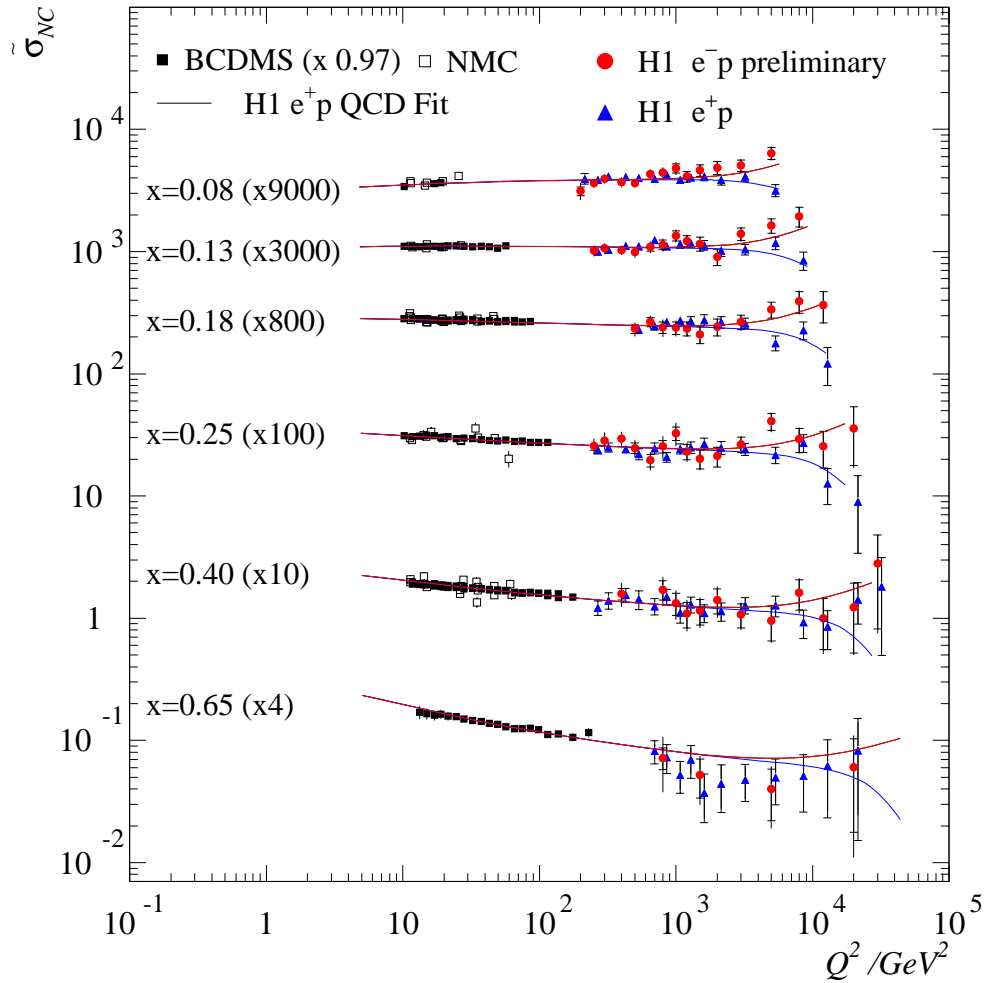 σ̃_NC
■ BCDMS (x 0.97) □ NMC
● H1 e⁻p preliminary
— H1 e⁺p QCD Fit
▲ H1 e⁺p
10⁴
x=0.08 (x9000)
10³
x=0.13 (x3000)
x=0.18 (x800)
10²
x=0.25 (x100)
10
x=0.40 (x10)
1
x=0.65 (x4)
10⁻¹
10⁻²
10⁻¹ 1 10 10² 10³ 10⁴ 10⁵
Q² /GeV²